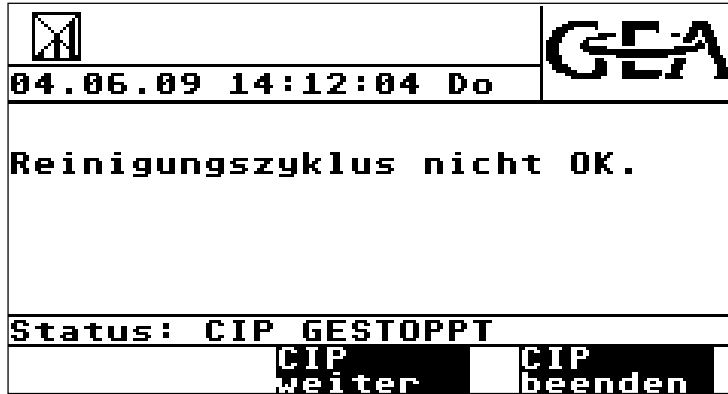 GEA
04.06.09 14:12:04 Do
Reinigungszyklus nicht OK.
Status: CIP GESTOPPT
CIP weiter
CIP beenden